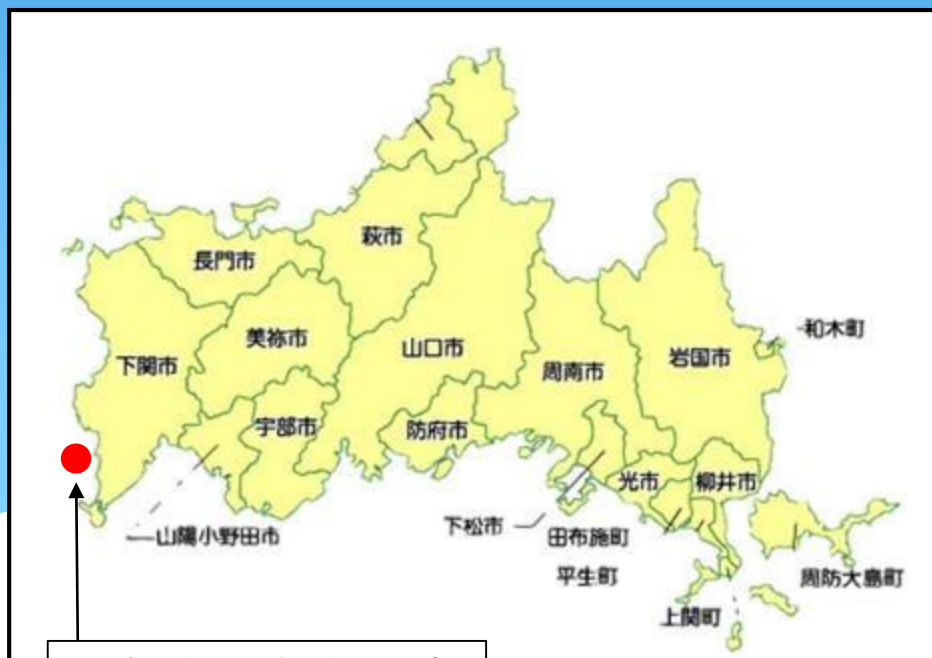 萩市
長門市
美祢市
山口市
下関市
周南市
岩国市
和木町
宇部市
防府市
光市
柳井市
山陽小野田市
下松市
田布施町
平生町
周防大島町
上関町